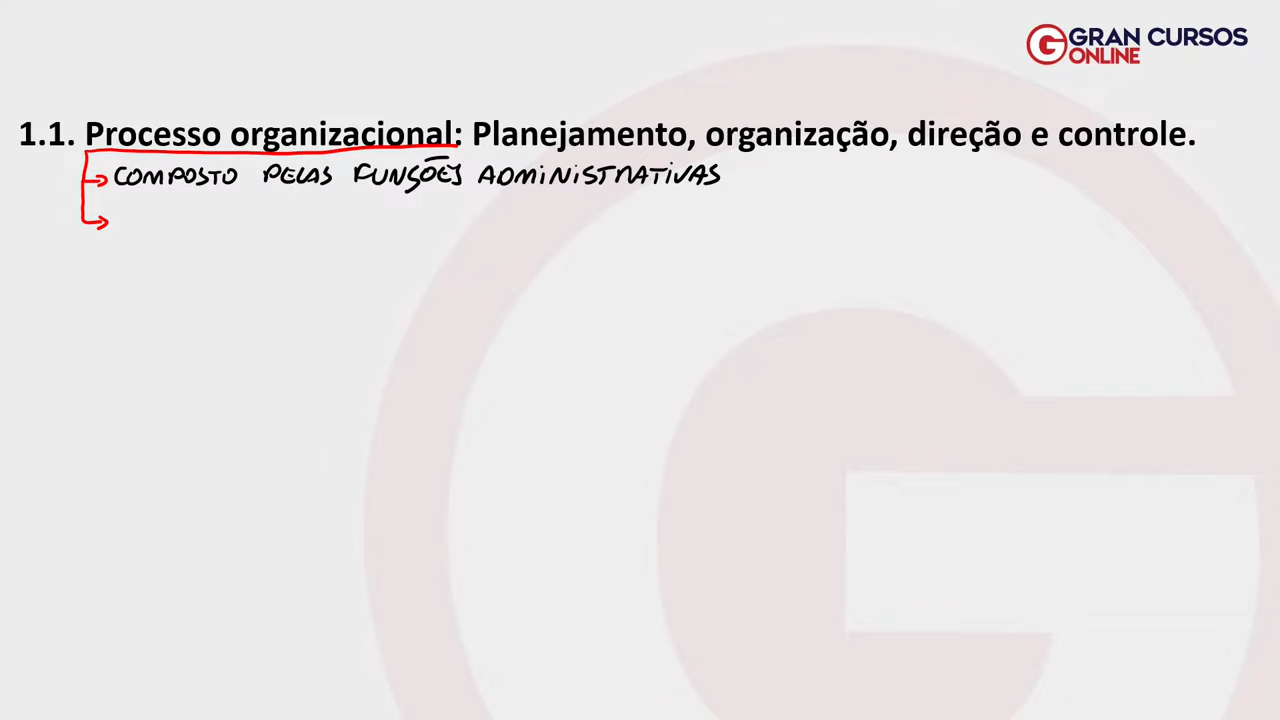 GRAN CURSOS
ONLINE
1.1. Processo organizacional: Planejamento, organização, direção e controle.
COMPOSTO PELAS FUNÇÕES ADMINISTRATIVAS